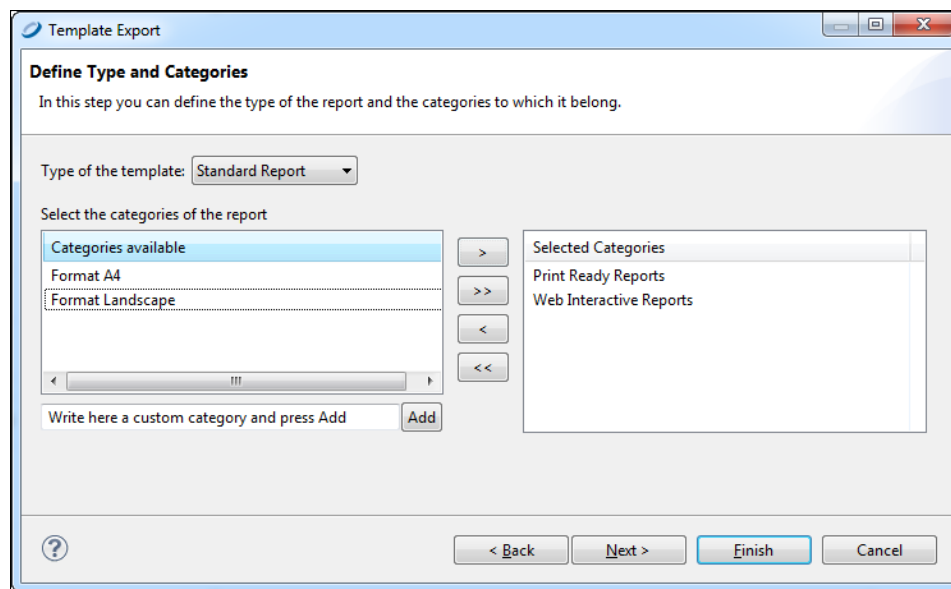 Template Export
Define Type and Categories
In this step you can define the type of the report and the categories to which it belong.
Type of the template: Standard Report
Select the categories of the report
Categories available
Format A4
Format Landscape
>
>>
<
<<
Selected Categories
Print Ready Reports
Web Interactive Reports
Write here a custom category and press Add
Add
?
< Back
Next >
Finish
Cancel